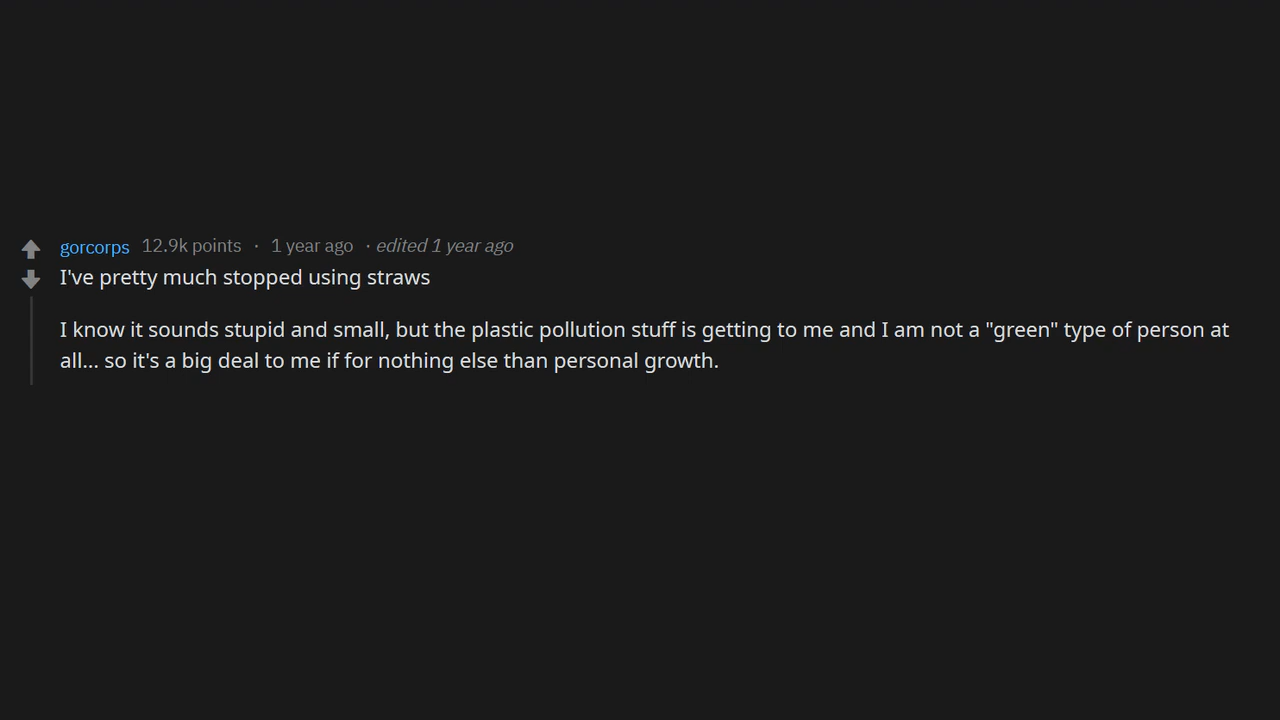 gorcorps 12.9k points · 1 year ago · edited 1 year ago
I've pretty much stopped using straws
I know it sounds stupid and small, but the plastic pollution stuff is getting to me and I am not a "green" type of person at
all... so it's a big deal to me if for nothing else than personal growth.